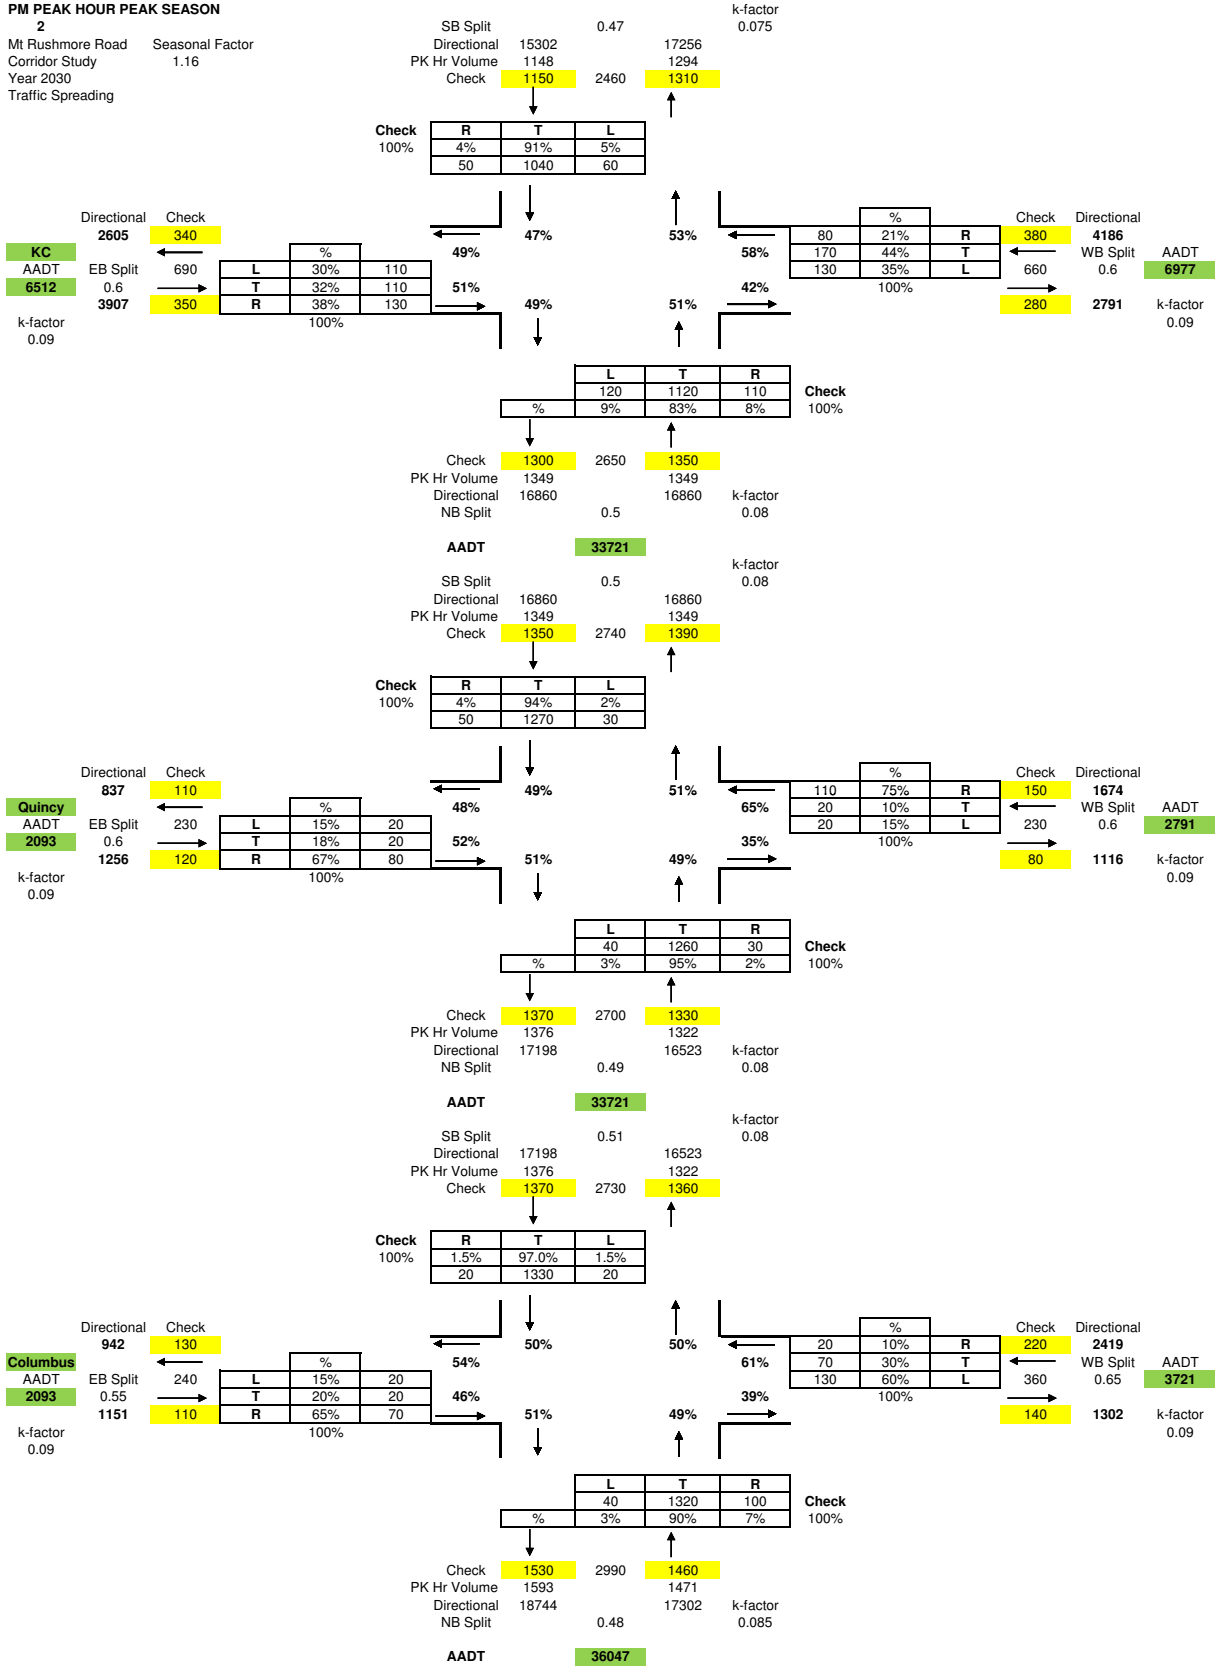 PM PEAK HOUR PEAK SEASON k-factor
2 SB Split 0.47 0.075
Mt Rushmore Road Seasonal Factor Directional 15302 17256
Corridor Study 1.16 PK Hr Volume 1148 1294
Year 2030 Check 1150 2460 1310
Traffic Spreading
Check R T L
100% 4% 91% 5%
50 1040 60
Directional Check % Check Directional
2605 340 47% 53% 80 21% R 380 4186
KC % 49% 58% 170 44% T WB Split AADT
AADT EB Split 690 L 30% 110 130 35% L 660 0.6 6977
6512 0.6 T 32% 110 51% 42% 100%
3907 350 R 38% 130 49% 51% 280 2791 k-factor
k-factor 100% 0.09
0.09
L T R
120 1120 110 Check
% 9% 83% 8% 100%
Check 1300 2650 1350
PK Hr Volume 1349 1349
Directional 16860 16860 k-factor
NB Split 0.5 0.08
AADT 33721
k-factor
SB Split 0.5 0.08
Directional 16860 16860
PK Hr Volume 1349 1349
Check 1350 2740 1390
Check R T L
100% 4% 94% 2%
50 1270 30
Directional Check % Check Directional
837 110 49% 51% 110 75% R 150 1674
Quincy % 48% 65% 20 10% T WB Split AADT
AADT EB Split 230 L 15% 20 20 15% L 230 0.6 2791
2093 0.6 T 18% 20 52% 35% 100%
1256 120 R 67% 80 51% 49% 80 1116 k-factor
k-factor 100% 0.09
0.09
L T R
40 1260 30 Check
% 3% 95% 2% 100%
Check 1370 2700 1330
PK Hr Volume 1376 1322
Directional 17198 16523 k-factor
NB Split 0.49 0.08
AADT 33721
k-factor
SB Split 0.51 0.08
Directional 17198 16523
PK Hr Volume 1376 1322
Check 1370 2730 1360
Check R T L
100% 1.5% 97.0% 1.5%
20 1330 20
Directional Check % Check Directional
942 130 50% 50% 20 10% R 220 2419
Columbus % 54% 61% 70 30% T WB Split AADT
AADT EB Split 240 L 15% 20 130 60% L 360 0.65 3721
2093 0.55 T 20% 20 46% 39% 100%
1151 110 R 65% 70 51% 49% 140 1302 k-factor
k-factor 100% 0.09
0.09
L T R
40 1320 100 Check
% 3% 90% 7% 100%
Check 1530 2990 1460
PK Hr Volume 1593 1471
Directional 18744 17302 k-factor
NB Split 0.48 0.085
AADT 36047